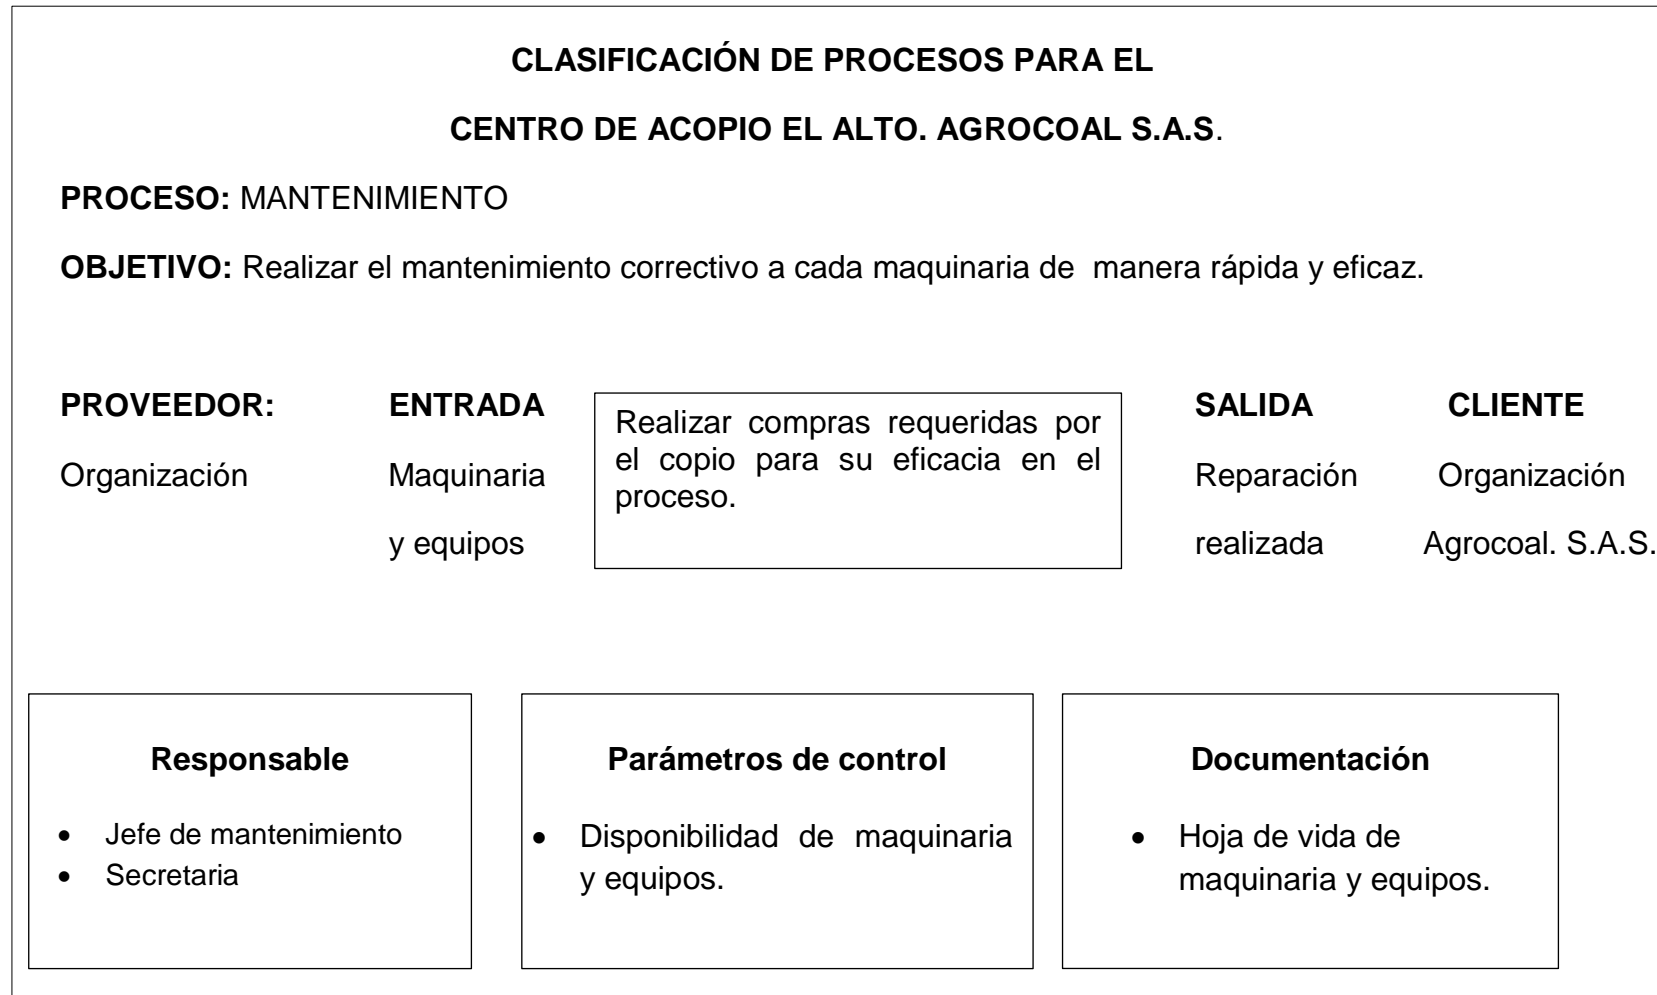 CLASIFICACIÓN DE PROCESOS PARA EL
CENTRO DE ACOPIO EL ALTO. AGROCOAL S.A.S.
PROCESO: MANTENIMIENTO
OBJETIVO: Realizar el mantenimiento correctivo a cada maquinaria de manera rápida y eficaz.
PROVEEDOR:
Organización
ENTRADA
Maquinaria
y equipos
Realizar compras requeridas por
el copio para su eficacia en el
proceso.
SALIDA
Reparación
realizada
CLIENTE
Organización
Agrocoal. S.A.S.
Responsable
• Jefe de mantenimiento
• Secretaria
Parámetros de control
• Disponibilidad de maquinaria
y equipos.
Documentación
• Hoja de vida de
maquinaria y equipos.